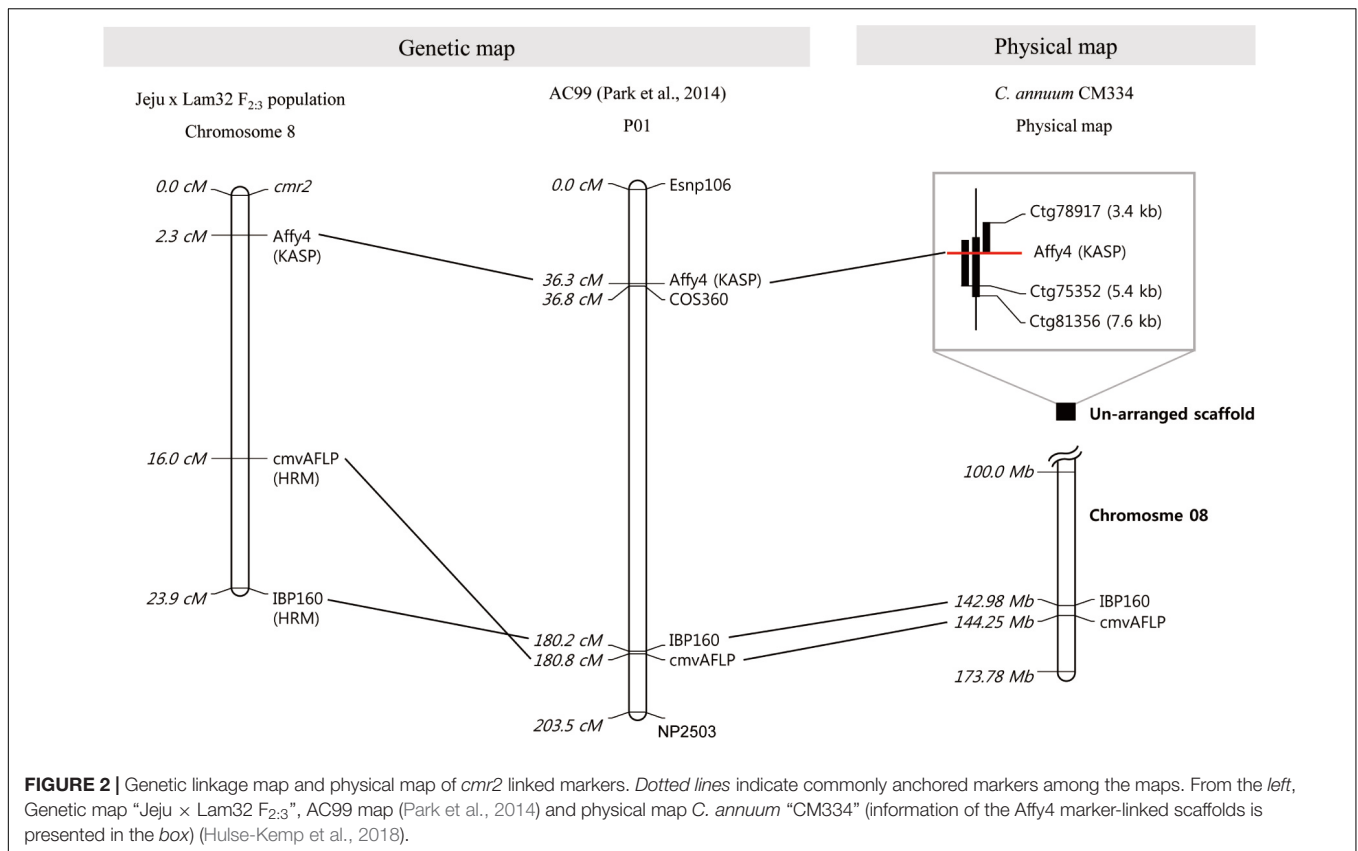 Genetic map
Physical map
Jeju x Lam32 F2:3 population
Chromosome 8
AC99 (Park et al., 2014)
P01
C. annuum CM334
Physical map
0.0 cM
cmr2
2.3 cM
Affy4
(KASP)
16.0 cM
cmvAFLP
(HRM)
23.9 cM
IBP160
(HRM)
0.0 cM
Esnp106
36.3 cM
Affy4 (KASP)
36.8 cM
COS360
180.2 cM
IBP160
180.8 cM
cmvAFLP
203.5 cM
NP2503
Ctg78917 (3.4 kb)
Affy4 (KASP)
Ctg75352 (5.4 kb)
Ctg81356 (7.6 kb)
Un-arranged scaffold
100.0 Mb
Chromosme 08
142.98 Mb
IBP160
144.25 Mb
cmvAFLP
173.78 Mb
FIGURE 2 | Genetic linkage map and physical map of cmr2 linked markers. Dotted lines indicate commonly anchored markers among the maps. From the left,
Genetic map “Jeju × Lam32 F2:3”, AC99 map (Park et al., 2014) and physical map C. annuum “CM334” (information of the Affy4 marker-linked scaffolds is
presented in the box) (Hulse-Kemp et al., 2018).